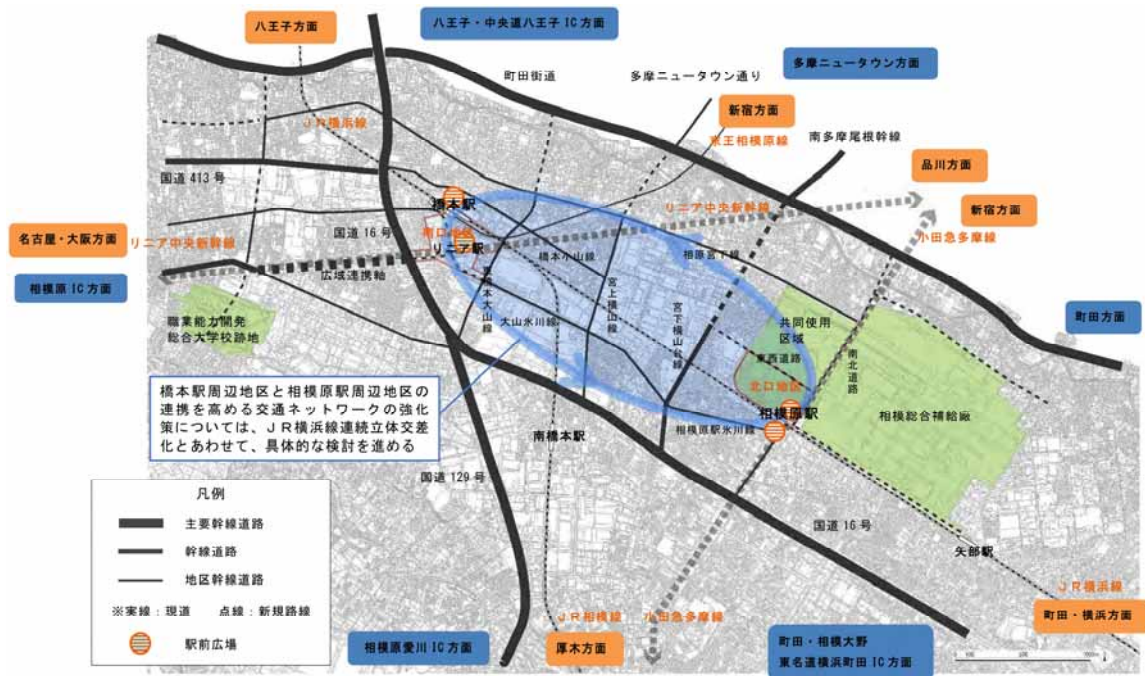 八王子方面
八王子・中央道八王子 IC 方面
町田街道
多摩ニュータウン通り
多摩ニュータウン方面
新宿方面
京王相模原線
南多摩尾根幹線
JR横浜線
国道 413 号
品川方面
橋本駅
リニア中央新幹線
新宿方面
小田急多摩線
名古屋・大阪方面
リニア中央新幹線
国道 16 号
南口地区
リニア駅
広域連携軸
橋本小山線
相原宮下線
相模原 IC 方面
東橋本大山線
宮上横山線
大山氷川線
宮下横山台線
共同使用
区域
東西道路
南北道路
町田方面
職業能力開発
総合大学校跡地
北口地区
相模原駅
相模総合補給廠
橋本駅周辺地区と相模原駅周辺地区の
連携を高める交通ネットワークの強化
策については、JR横浜線連続立体交差
化とあわせて、具体的な検討を進める
南橋本駅
相模原駅氷川線
国道 129 号
国道 16 号
矢部駅
凡例
主要幹線道路
幹線道路
地区幹線道路
※実線:現道 点線:新規路線
駅前広場
JR横浜線
町田・横浜方面
JR相模線
小田急多摩線
相模原愛川 IC 方面
厚木方面
町田・相模大野
東名道横浜町田 IC 方面